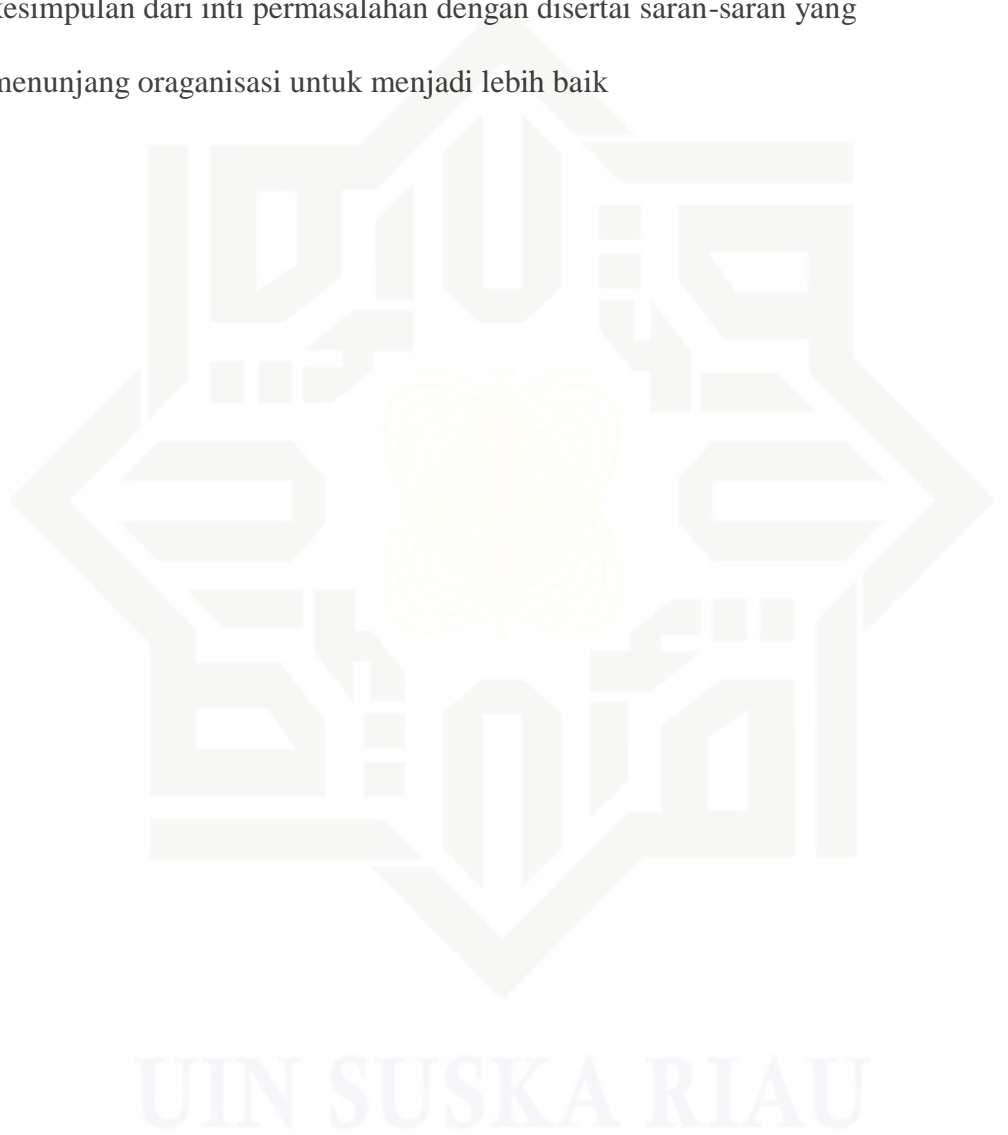 kesimpulan dari inti permasalahan dengan disertai saran-saran yang
menunjang oraganisasi untuk menjadi lebih baik
UIN SUSKA RIAU